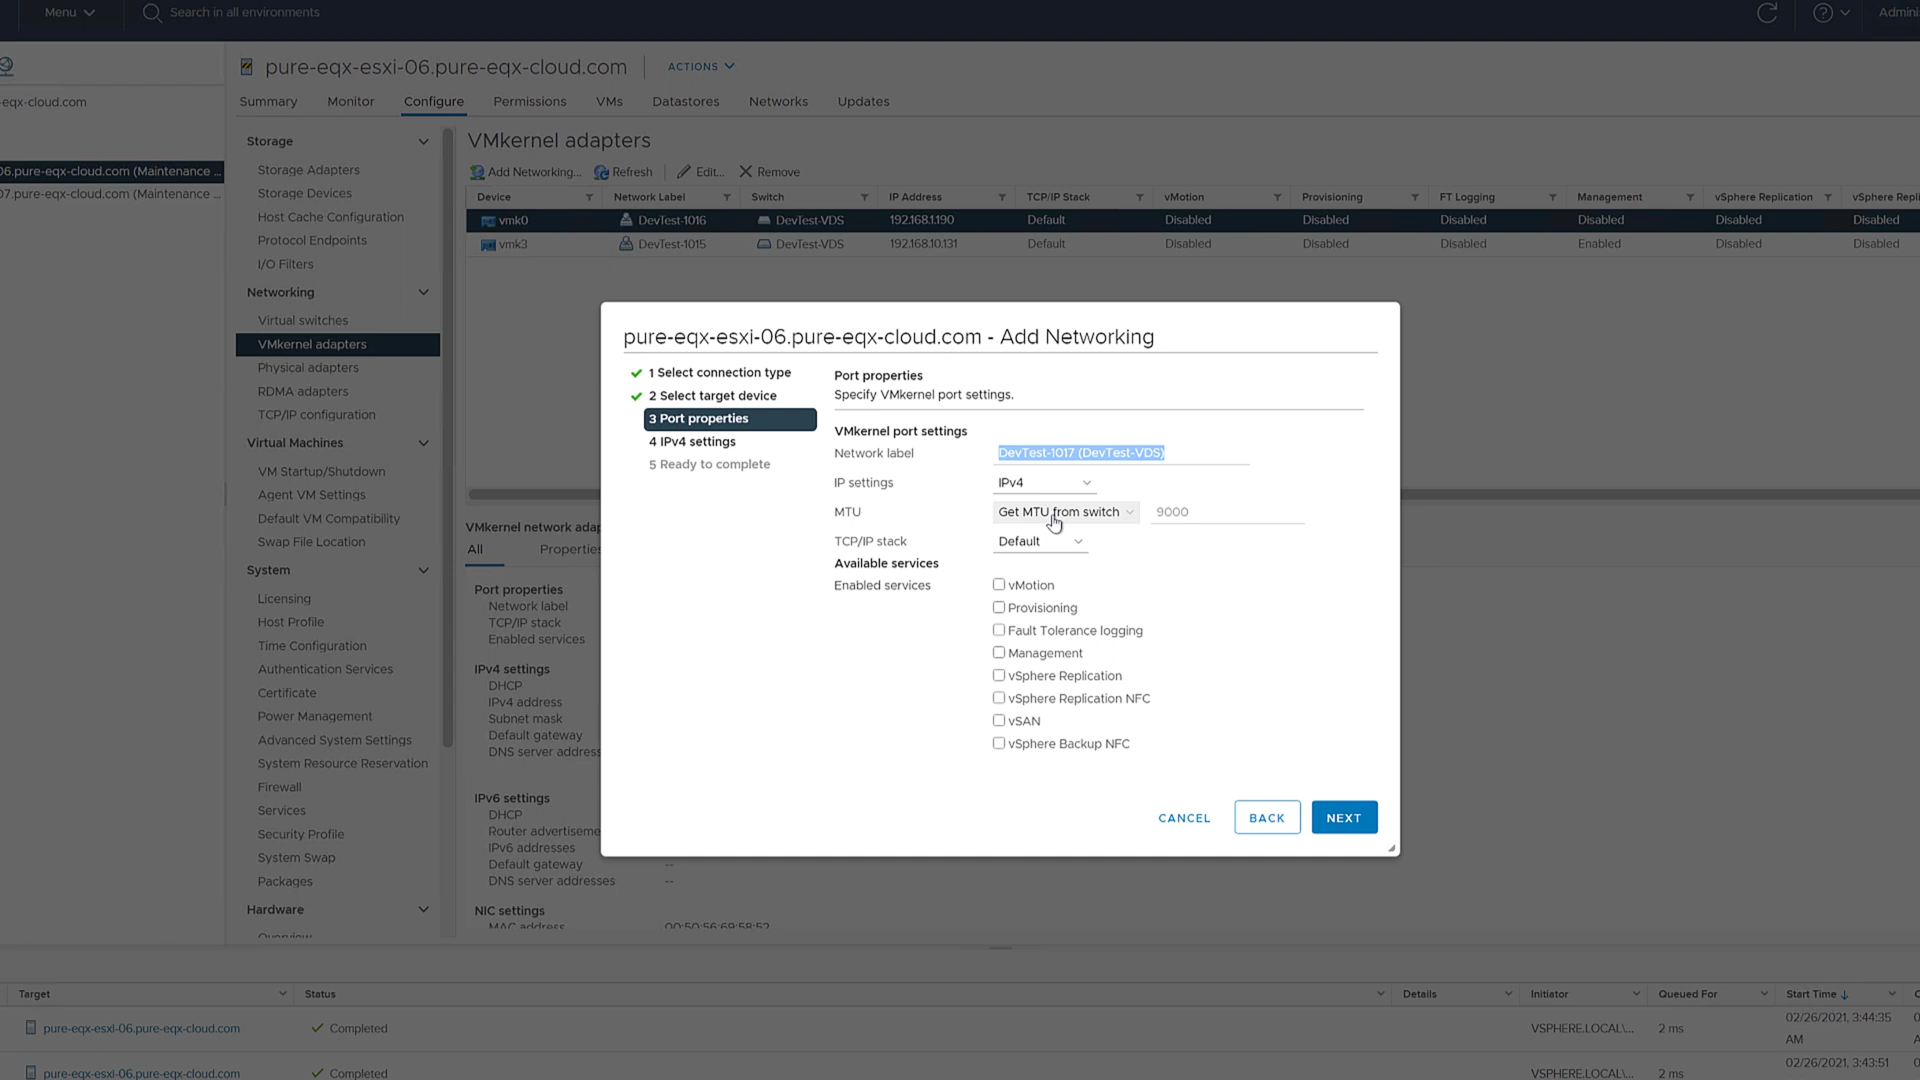 Menu
Search in all environments
Admini
-eqx-cloud.com
06.pure-eqx-cloud.com (Maintenance ...
07.pure-eqx-cloud.com (Maintenance ...
pure-eqx-esxi-06.pure-eqx-cloud.com
ACTIONS
Summary Monitor Configure Permissions VMs Datastores Networks Updates
Storage
Storage Adapters
Storage Devices
Host Cache Configuration
Protocol Endpoints
I/O Filters
Networking
Virtual switches
VMkernel adapters
Physical adapters
RDMA adapters
TCP/IP configuration
Virtual Machines
VM Startup/Shutdown
Agent VM Settings
Default VM Compatibility
Swap File Location
System
Licensing
Host Profile
Time Configuration
Authentication Services
Certificate
Power Management
Advanced System Settings
System Resource Reservation
Firewall
Services
Security Profile
System Swap
Packages
Hardware
Overview
VMkernel adapters
Add Networking... Refresh Edit... Remove
Device Network Label Switch IP Address TCP/IP Stack vMotion Provisioning FT Logging Management vSphere Replication vSphere Repli
vmk0 DevTest-1016 DevTest-VDS 192.168.1.190 Default Disabled Disabled Disabled Disabled Disabled Disabled
vmk3 DevTest-1015 DevTest-VDS 192.168.10.131 Default Disabled Disabled Disabled Enabled Disabled Disabled
VMkernel network adap
All Properties
Port properties
Network label
TCP/IP stack
Enabled services
IPv4 settings
DHCP
IPv4 address
Subnet mask
Default gateway
DNS server address
IPv6 settings
DHCP
Router advertiseme
IPv6 addresses
Default gateway --
DNS server addresses --
NIC settings
MAC address 00:50:56:69:58:52
pure-eqx-esxi-06.pure-eqx-cloud.com - Add Networking
1 Select connection type
2 Select target device
3 Port properties
4 IPv4 settings
5 Ready to complete
Port properties
Specify VMkernel port settings.
VMkernel port settings
Network label DevTest-1017 (DevTest-VDS)
IP settings IPv4
MTU Get MTU from switch 9000
TCP/IP stack Default
Available services
Enabled services vMotion
Provisioning
Fault Tolerance logging
Management
vSphere Replication
vSphere Replication NFC
vSAN
vSphere Backup NFC
CANCEL BACK NEXT
Target Status Details Initiator Queued For Start Time
pure-eqx-esxi-06.pure-eqx-cloud.com Completed VSPHERE.LOCAL\... 2 ms 02/26/2021, 3:44:35 AM
pure-eqx-esxi-06.pure-eqx-cloud.com Completed VSPHERE.LOCAL\... 2 ms 02/26/2021, 3:43:51